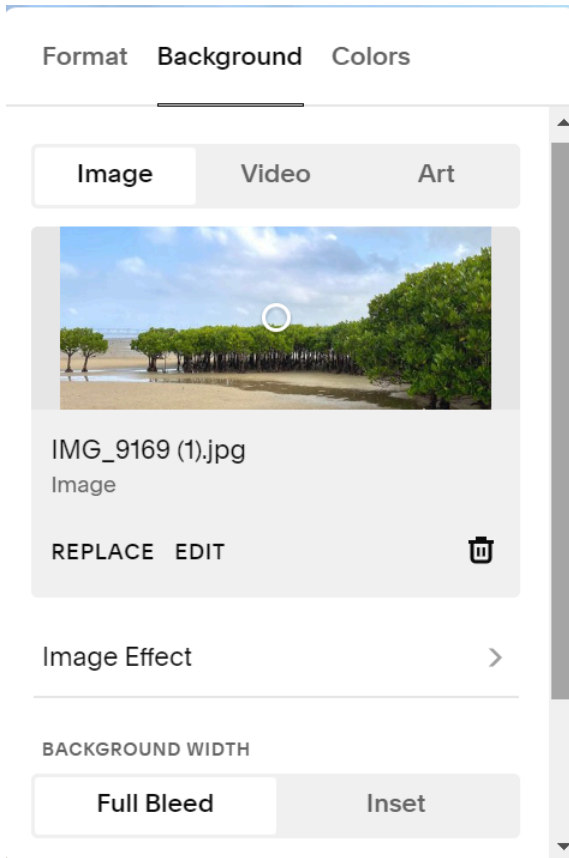 Format Background Colors
Image Video Art
IMG_9169 (1).jpg
Image
REPLACE EDIT
Image Effect
BACKGROUND WIDTH
Full Bleed Inset